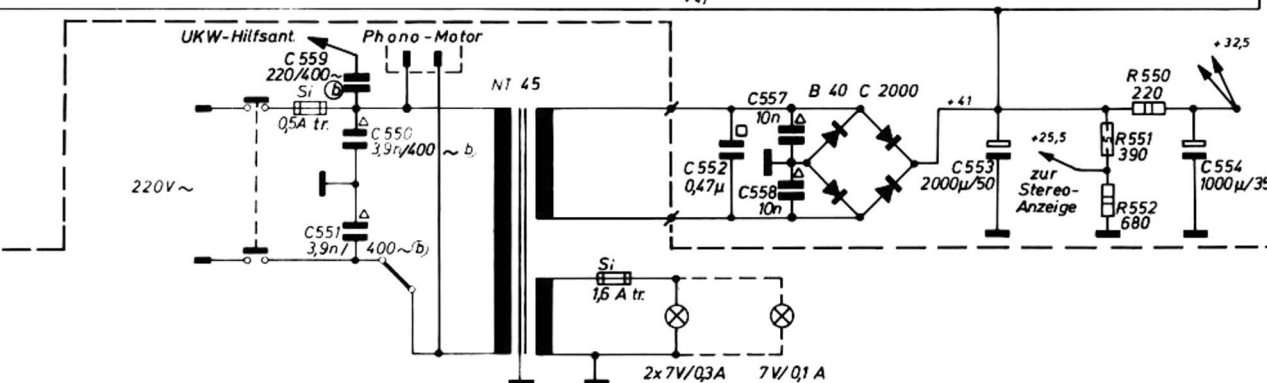 +41
UKW-Hilfsant.
Phono-Motor
C 559
220/400~
b
Si
0,5A tr.
C 550
3,9n/400 ~ b)
220V~
C551
3,9n/ 400~(b)
NT 45
Si
1,6 A tr.
2x7V/0,3A
7V/0,1 A
C557
10n
B 40 C 2000
C 552
0,47µ
C558
10n
+41
C553
2000µ/50
+25,5
zur
Stereo-
Anzeige
R551
390
R552
680
R 550
220
+32,5
C 554
1000µ/35